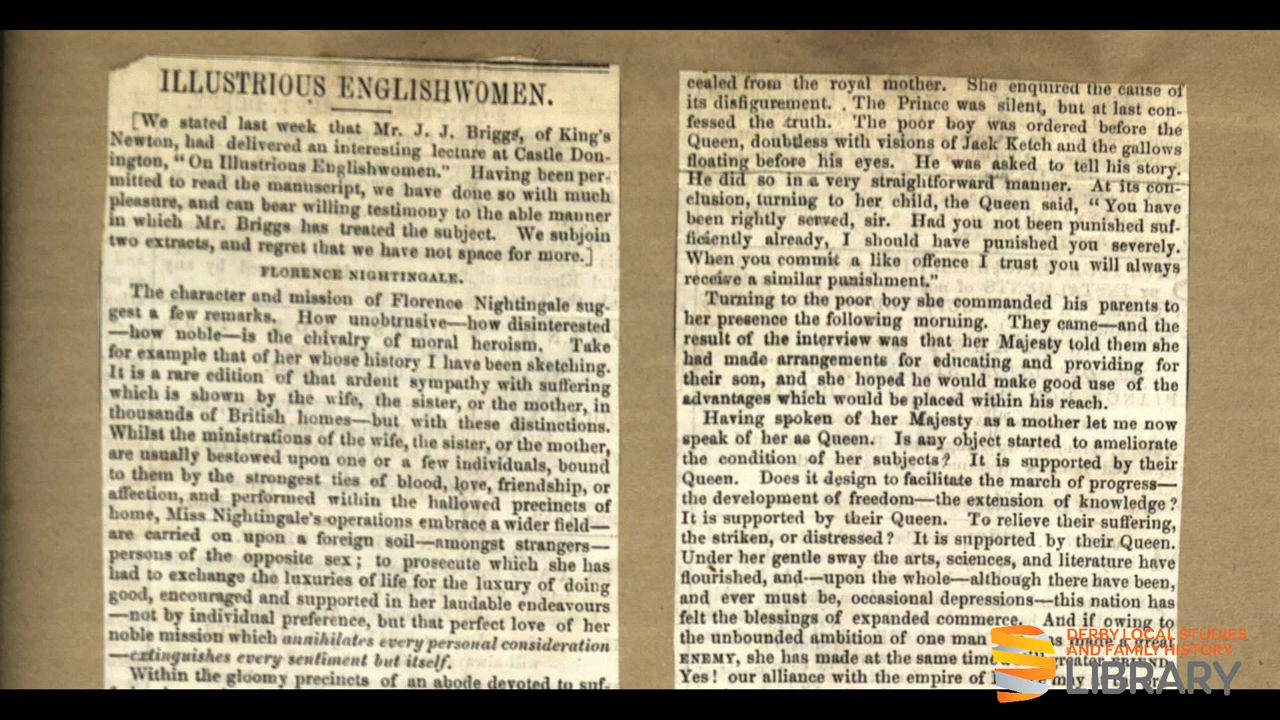 ILLUSTRIOUS ENGLISHWOMEN.
[We stated last week that Mr. J. J. Briggs, of King's
Newton, had delivered an interesting lecture at Castle Don-
ington, "On Illustrious Englishwomen." Having been per-
mitted to read the manuscript, we have done so with much
pleasure, and can bear willing testimony to the able manner
in which Mr. Briggs has treated the subject. We subjoin
two extracts, and regret that we have not space for more.]
FLORENCE NIGHTINGALE.
The character and mission of Florence Nightingale sug-
gest a few remarks. How unobtrusive—how disinterested
—how noble—is the chivalry of moral heroism. Take
for example that of her whose history I have been sketching.
It is a rare edition of that ardent sympathy with suffering
which is shown by the wife, the sister, or the mother, in
thousands of British homes—but with these distinctions.
Whilst the ministrations of the wife, the sister, or the mother,
are usually bestowed upon one or a few individuals, bound
to them by the strongest ties of blood, love, friendship, or
affection, and performed within the hallowed precincts of
home, Miss Nightingale's operations embrace a wider field—
are carried on upon a foreign soil—amongst strangers—
persons of the opposite sex; to prosecute which she has
had to exchange the luxuries of life for the luxury of doing
good, encouraged and supported in her laudable endeavours
—not by individual preference, but that perfect love of her
noble mission which annihilates every personal consideration
—extinguishes every sentiment but itself.
Within the gloomy precincts of an abode devoted to suf-
cealed from the royal mother. She enquired the cause of
its disfigurement. The Prince was silent, but at last con-
fessed the truth. The poor boy was ordered before the
Queen, doubtless with visions of Jack Ketch and the gallows
floating before his eyes. He was asked to tell his story.
He did so in a very straightforward manner. At its con-
clusion, turning to her child, the Queen said, "You have
been rightly served, sir. Had you not been punished suf-
ficiently already, I should have punished you severely.
When you commit a like offence I trust you will always
receive a similar punishment."
Turning to the poor boy she commanded his parents to
her presence the following morning. They came—and the
result of the interview was that her Majesty told them she
had made arrangements for educating and providing for
their son, and she hoped he would make good use of the
advantages which would be placed within his reach.
Having spoken of her Majesty as a mother let me now
speak of her as Queen. Is any object started to ameliorate
the condition of her subjects? It is supported by their
Queen. Does it design to facilitate the march of progress—
the development of freedom—the extension of knowledge?
It is supported by their Queen. To relieve their suffering,
the striken, or distressed? It is supported by their Queen.
Under her gentle sway the arts, sciences, and literature have
flourished, and—upon the whole—although there have been,
and ever must be, occasional depressions—this nation has
felt the blessings of expanded commerce. And if owing to
the unbounded ambition of one man made a great
ENEMY, she has made at the same time greater FRIEND
Yes! our alliance with the empire of may
DERBY LOCAL STUDIES
AND FAMILY HISTORY
LIBRARY